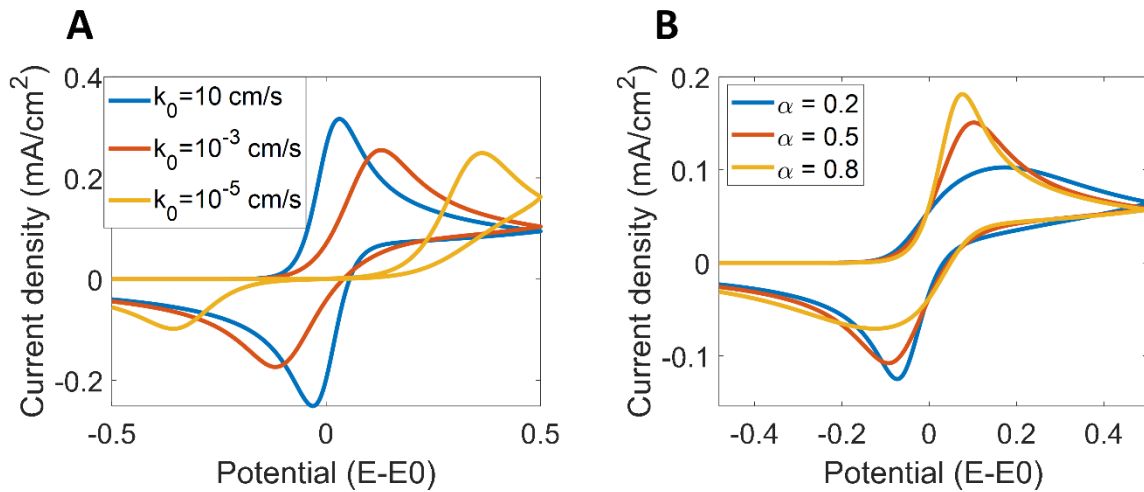 A
Current density (mA/cm²)
0.4
0.2
0
-0.2
k₀=10 cm/s
k₀=10⁻³ cm/s
k₀=10⁻⁵ cm/s
-0.5
0
0.5
Potential (E-E0)
B
Current density (mA/cm²)
0.2
0.1
0
-0.1
α = 0.2
α = 0.5
α = 0.8
-0.4
-0.2
0
0.2
0.4
Potential (E-E0)